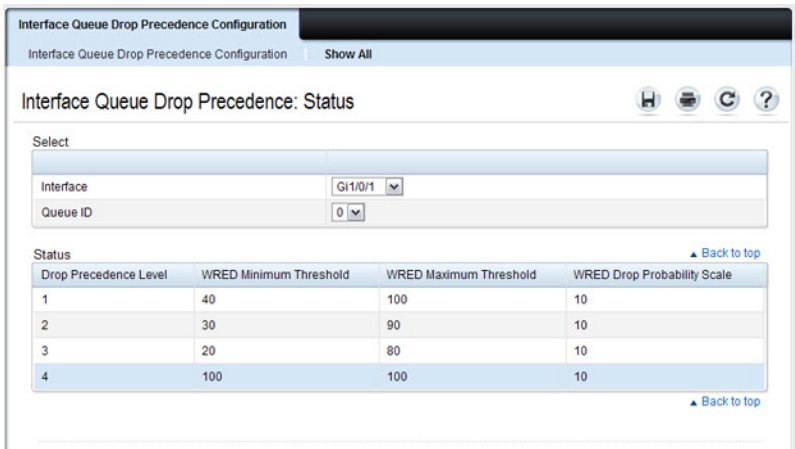 Interface Queue Drop Precedence Configuration
Interface Queue Drop Precedence Configuration Show All
Interface Queue Drop Precedence: Status
?
Select
Interface Gi1/0/1
Queue ID 0
Status Back to top
Drop Precedence Level WRED Minimum Threshold WRED Maximum Threshold WRED Drop Probability Scale
1 40 100 10
2 30 90 10
3 20 80 10
4 100 100 10
Back to top